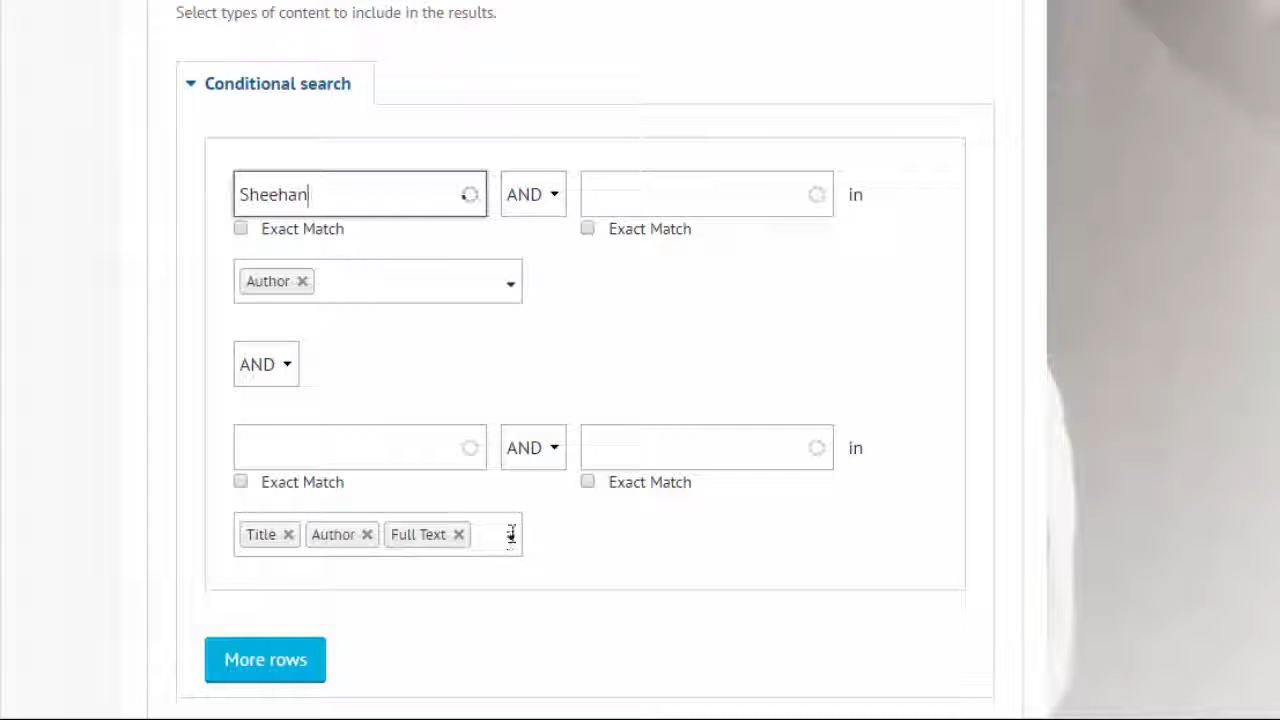 Select types of content to include in the results.
Conditional search
Sheehan AND in
Exact Match Exact Match
Author
AND
AND in
Exact Match Exact Match
Title Author Full Text
More rows